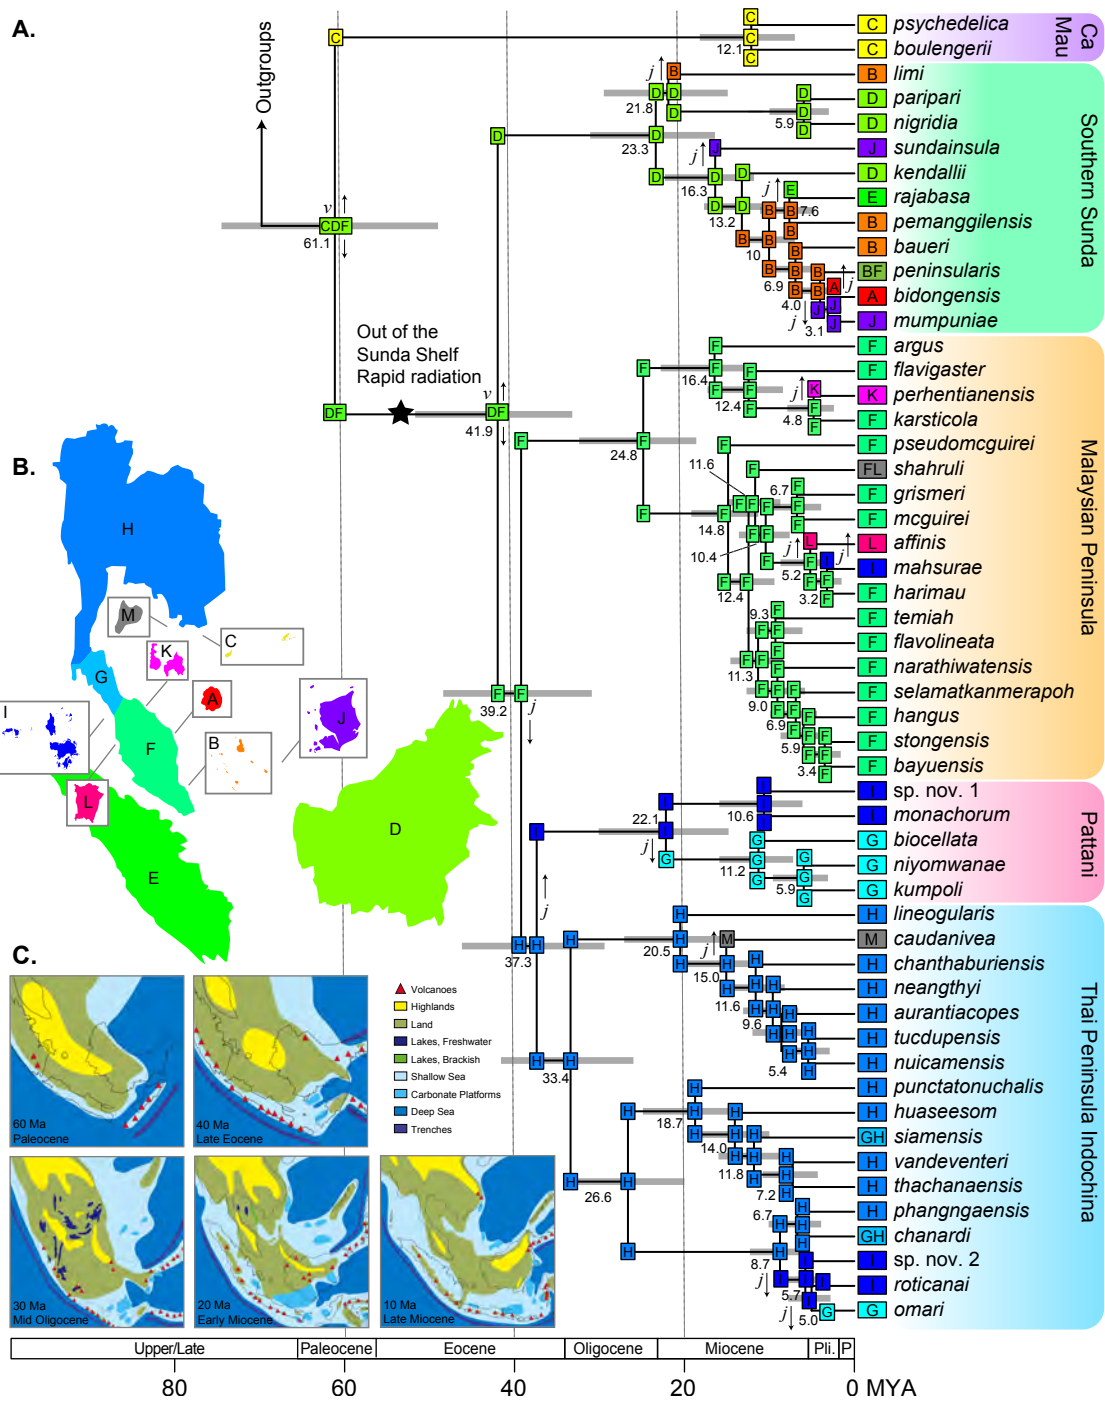 A.
Outgroups
C
C
C
C
12.1
C
psychedelica
C
boulengerii
Ca Mau
B
limi
D
paripari
D
nigridia
J
sundainsula
D
kendallii
E
rajabasa
B
pemanggilensis
B
baueri
BF
peninsularis
A
bidongensis
J
mumpuniae
Southern Sunda
j
B
D
D
21.8
D
D
D
D
5.9
D
D
23.3
j
J
D
D
16.3
D
D
D
13.2
j
E
B
B
7.6
B
B
B
10
B
B
B
6.9
B
B
B
4.0
A
j
J
J
j
J
3.1
v
CDF
61.1
Out of the
Sunda Shelf
Rapid radiation
DF
v
DF
41.9
F
argus
F
flavigaster
K
perhentianensis
F
karsticola
F
pseudomcguirei
FL
shahruli
F
grismeri
F
mcguirei
L
affinis
I
mahsurae
F
harimau
F
temiah
F
flavolineata
F
narathiwatensis
F
selamatkanmerapoh
F
hangus
F
stongensis
F
bayuensis
Malaysian Peninsula
F
F
F
16.4
F
F
12.4
F
j
K
F
4.8
F
F
F
24.8
F
F
11.6
F
F
F
F
6.7
F
F
F
F
14.8
F
F
10.4
F
j
L
F
5.2
I
j
F
F
3.2
F
F
F
12.4
9.3
F
F
F
F
F
F
11.3
F
F
F
F
9.0
F
F
6.9
F
F
5.9
F
F
F
F
3.4
F
F
F
39.2
j
B.
H
M
C
K
G
A
I
F
B
J
L
E
D
I
sp. nov. 1
I
monachorum
G
biocellata
G
niyomwanae
G
kumpoli
Pattani
I
I
I
I
10.6
I
22.1
I
j
G
G
G
11.2
G
G
G
5.9
G
j
H
lineogularis
M
caudanivea
H
chanthaburiensis
H
neangthyi
H
aurantiacopes
H
tucdupensis
H
nuicamensis
H
punctatonuchalis
H
huaseesom
GH
siamensis
H
vandeventeri
H
thachanaensis
H
phangngaensis
GH
chanardi
I
sp. nov. 2
I
roticanai
G
omari
Thai Peninsula Indochina
H
H
37.3
H
H
H
20.5
H
j
M
H
15.0
H
H
H
11.6
H
H
9.6
H
H
H
H
H
5.4
H
H
H
33.4
H
H
H
18.7
H
H
H
14.0
H
H
H
11.8
H
H
H
7.2
H
H
26.6
H
H
6.7
H
H
H
H
8.7
j
I
I
I
5.7
I
I
j
5.0
G
C.
60 Ma
Paleocene
40 Ma
Late Eocene
30 Ma
Mid Oligocene
20 Ma
Early Miocene
10 Ma
Late Miocene
Volcanoes
Highlands
Land
Lakes, Freshwater
Lakes, Brackish
Shallow Sea
Carbonate Platforms
Deep Sea
Trenches
Upper/Late
Paleocene
Eocene
Oligocene
Miocene
Pli.
P
80
60
40
20
0 MYA